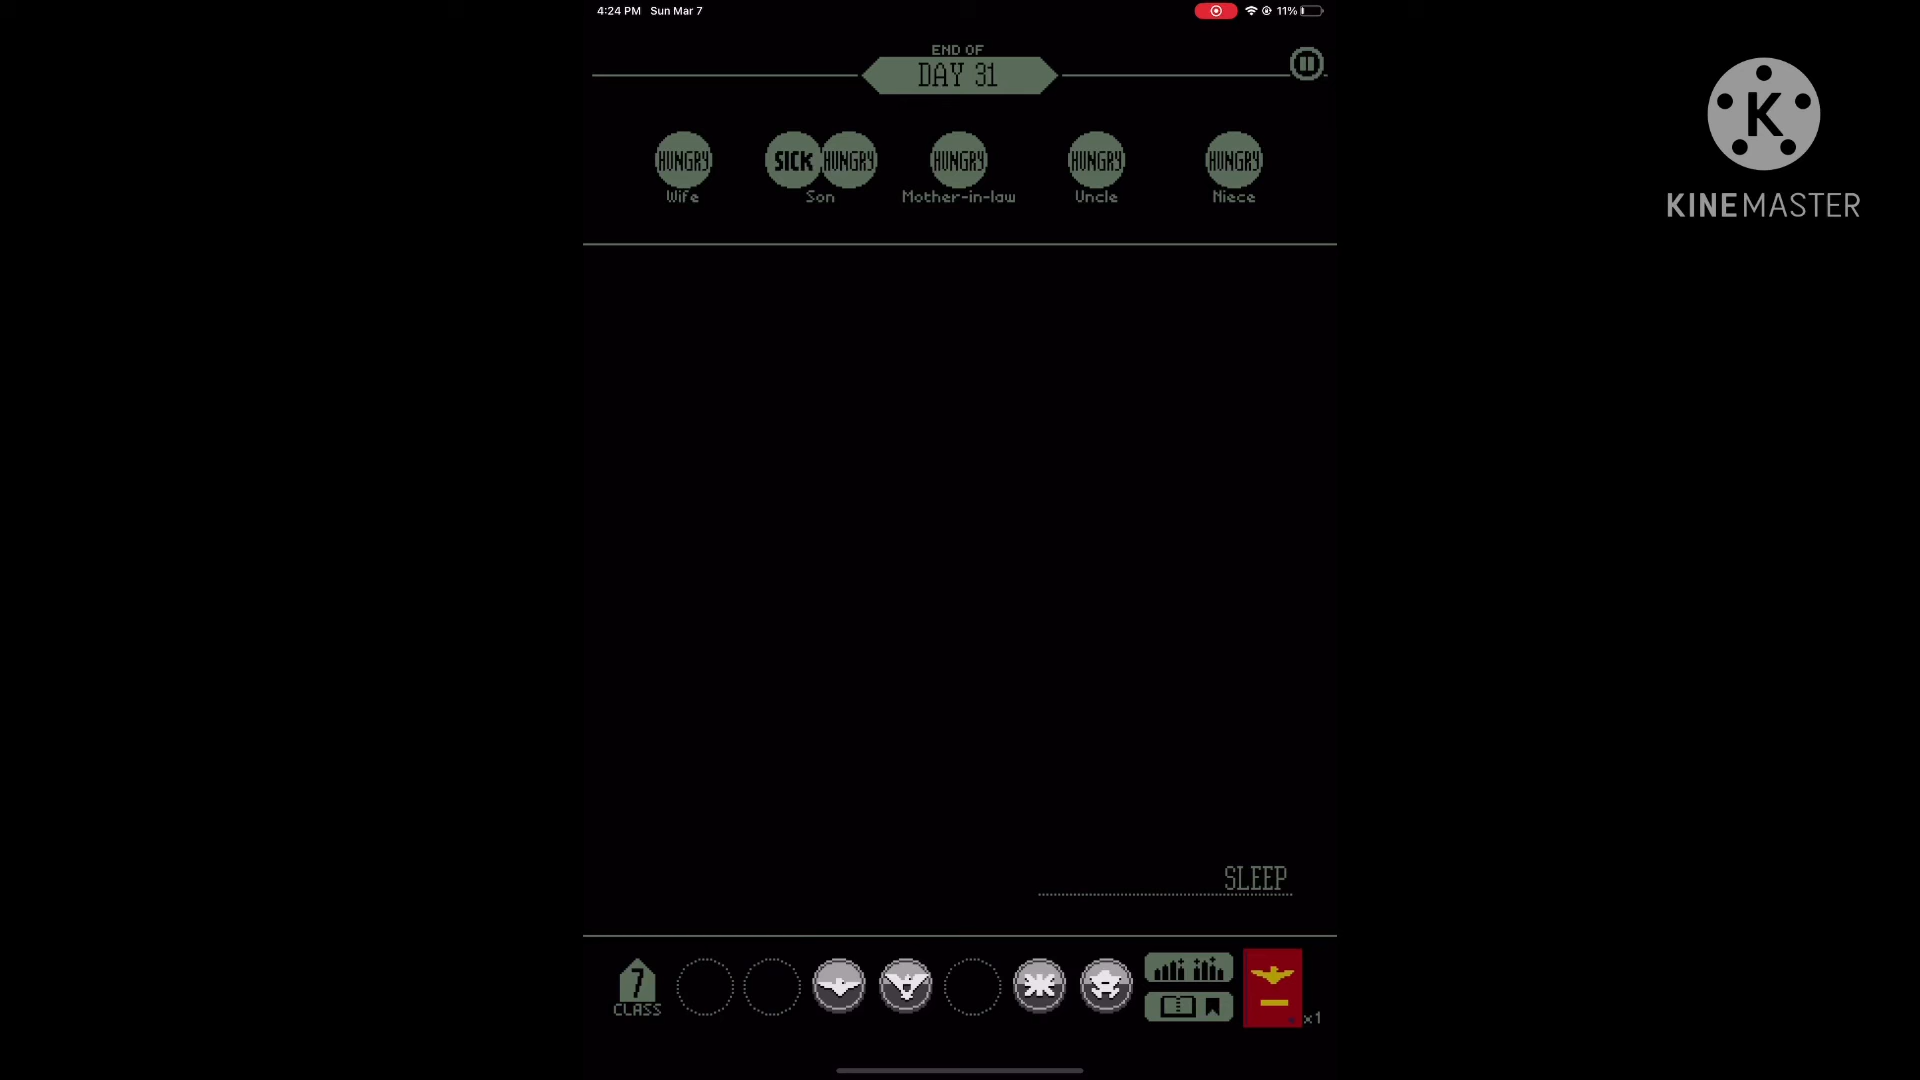 4:24 PM Sun Mar 7
11%
END OF
DAY 31
K
KINEMASTER
HUNGRY SICK HUNGRY HUNGRY HUNGRY HUNGRY
Wife Son Mother-in-law Uncle Niece
SLEEP
7
CLASS
x1